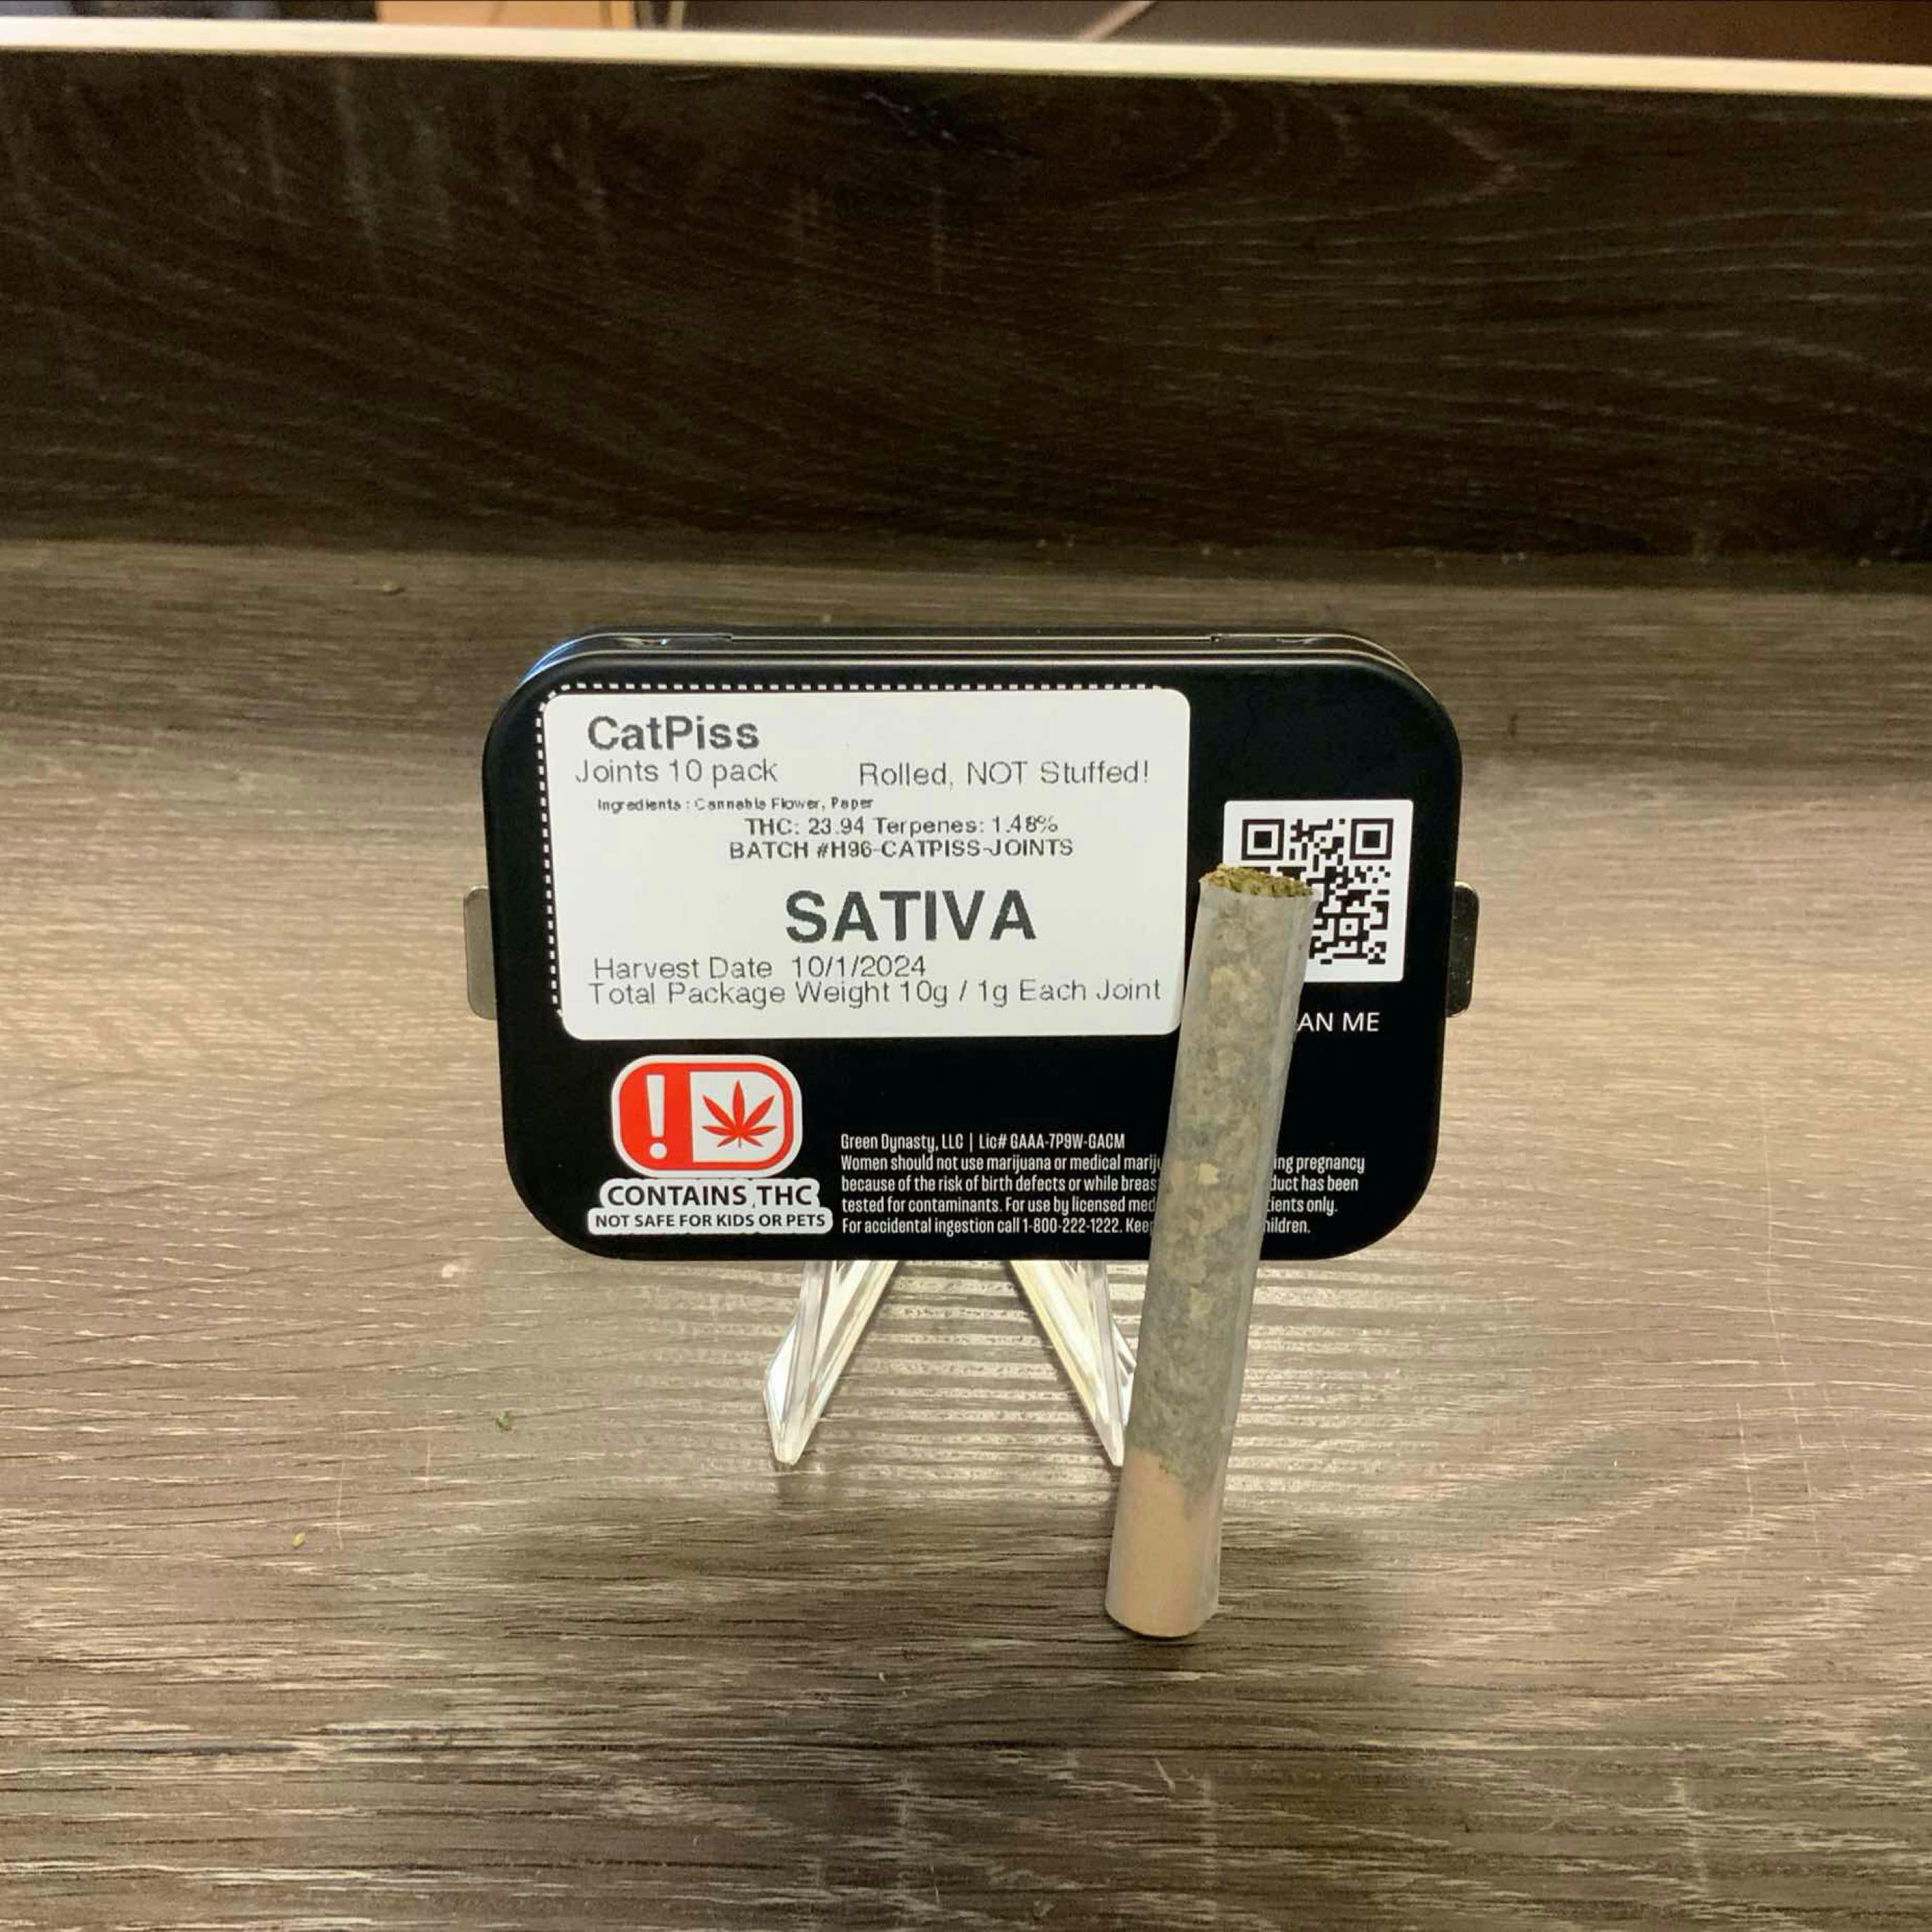 CatPiss
Joints 10 pack Rolled, NOT Stuffed!
Ingredients : Cannabis Flower, Paper
THC: 23.94 Terpenes: 1.48%
BATCH #H96-CATPISS-JOINTS
SATIVA
Harvest Date 10/1/2024
Total Package Weight 10g / 1g Each Joint
AN ME
!
CONTAINS THC
NOT SAFE FOR KIDS OR PETS
Green Dynasty, LLC | Lic# GAAA-7P9W-GACM
Women should not use marijuana or medical pregnancy
because of the risk of birth defects or while has been
tested for contaminants. For use by licensed only.
For accidental ingestion call 1-800-222-1222.